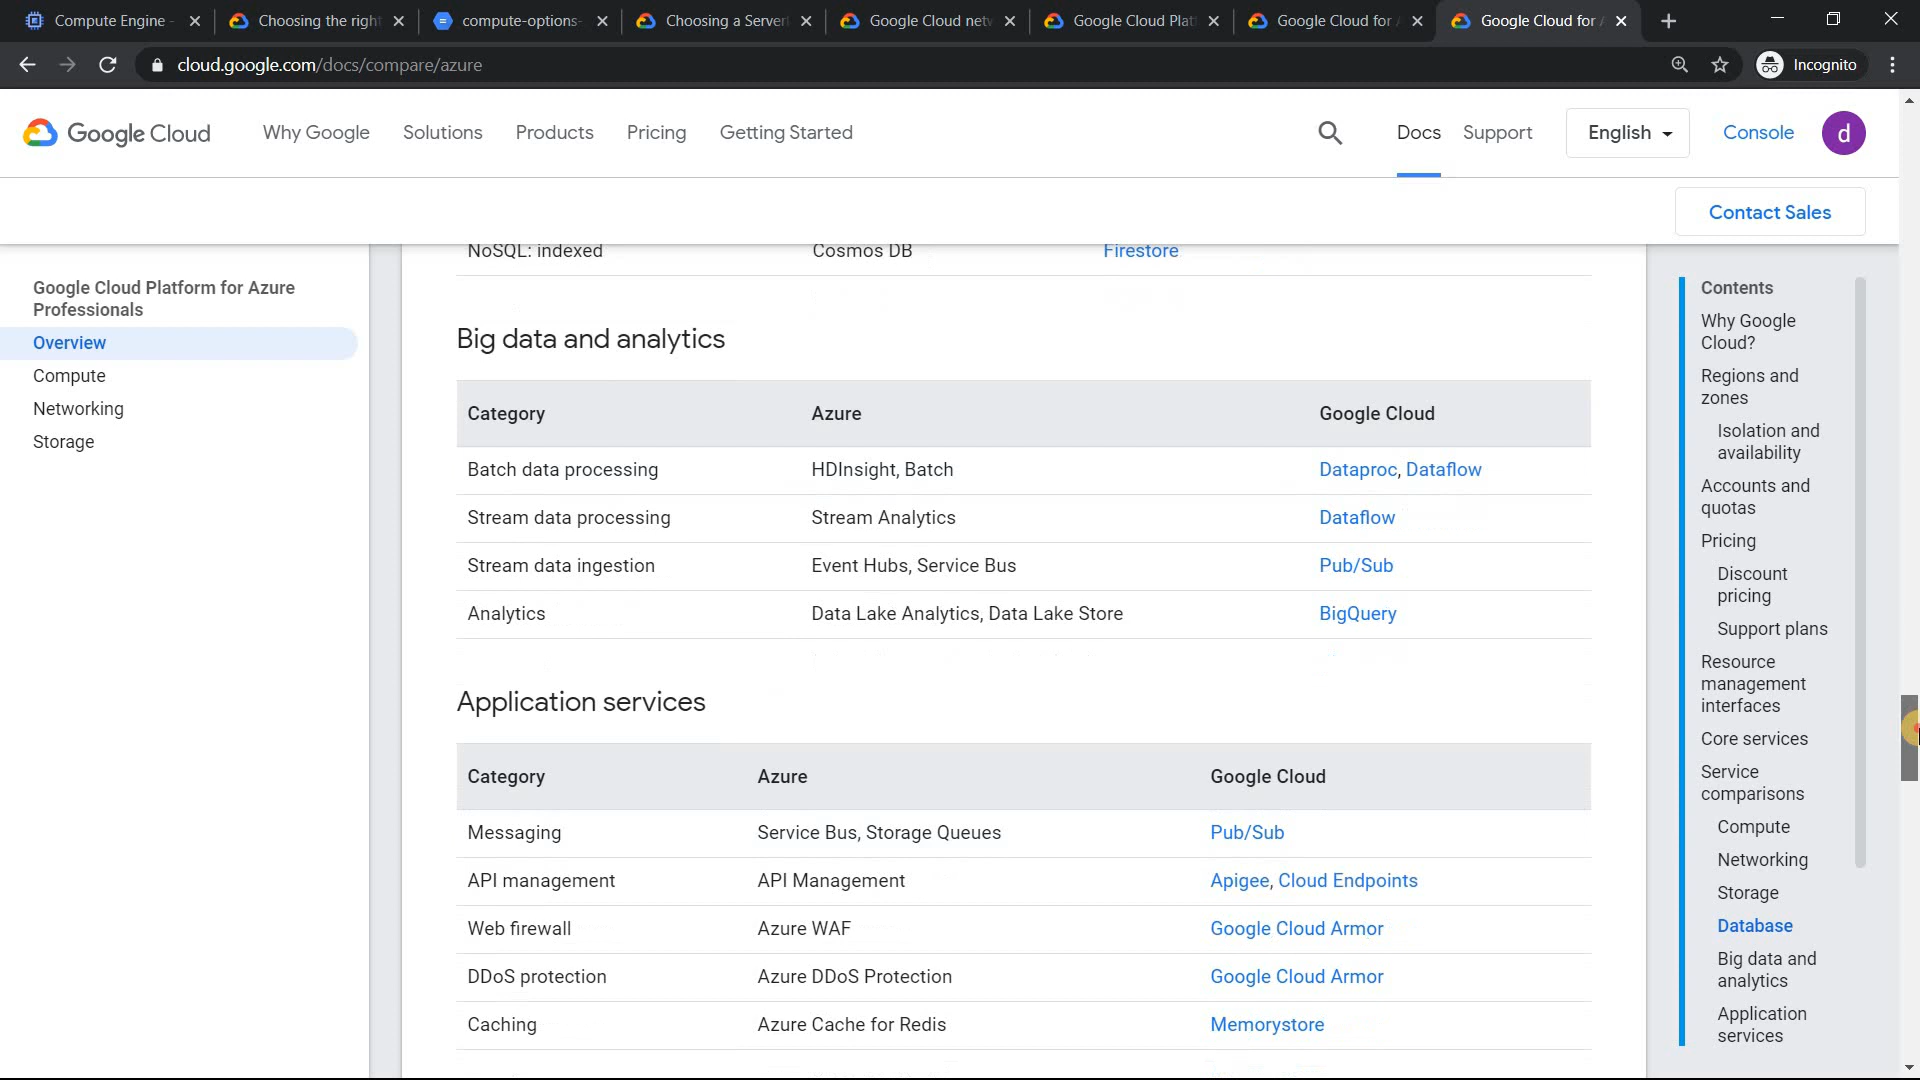 Compute Engine -
Choosing the right
compute-options-
Choosing a Server
Google Cloud netw
Google Cloud Plat
Google Cloud for A
Google Cloud for A
cloud.google.com/docs/compare/azure
Incognito
Google Cloud
Why Google
Solutions
Products
Pricing
Getting Started
Docs
Support
English
Console
d
Contact Sales
Google Cloud Platform for Azure
Professionals
Overview
Compute
Networking
Storage
NoSQL: indexed Cosmos DB Firestore
Big data and analytics
Category Azure Google Cloud
Batch data processing HDInsight, Batch Dataproc, Dataflow
Stream data processing Stream Analytics Dataflow
Stream data ingestion Event Hubs, Service Bus Pub/Sub
Analytics Data Lake Analytics, Data Lake Store BigQuery
Application services
Category Azure Google Cloud
Messaging Service Bus, Storage Queues Pub/Sub
API management API Management Apigee, Cloud Endpoints
Web firewall Azure WAF Google Cloud Armor
DDoS protection Azure DDoS Protection Google Cloud Armor
Caching Azure Cache for Redis Memorystore
Contents
Why Google
Cloud?
Regions and
zones
Isolation and
availability
Accounts and
quotas
Pricing
Discount
pricing
Support plans
Resource
management
interfaces
Core services
Service
comparisons
Compute
Networking
Storage
Database
Big data and
analytics
Application
services